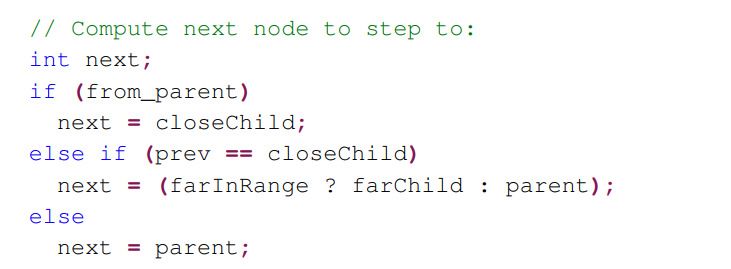 // Compute next node to step to:
int next;
if (from_parent)
  next = closeChild;
else if (prev == closeChild)
  next = (farInRange ? farChild : parent);
else
  next = parent;